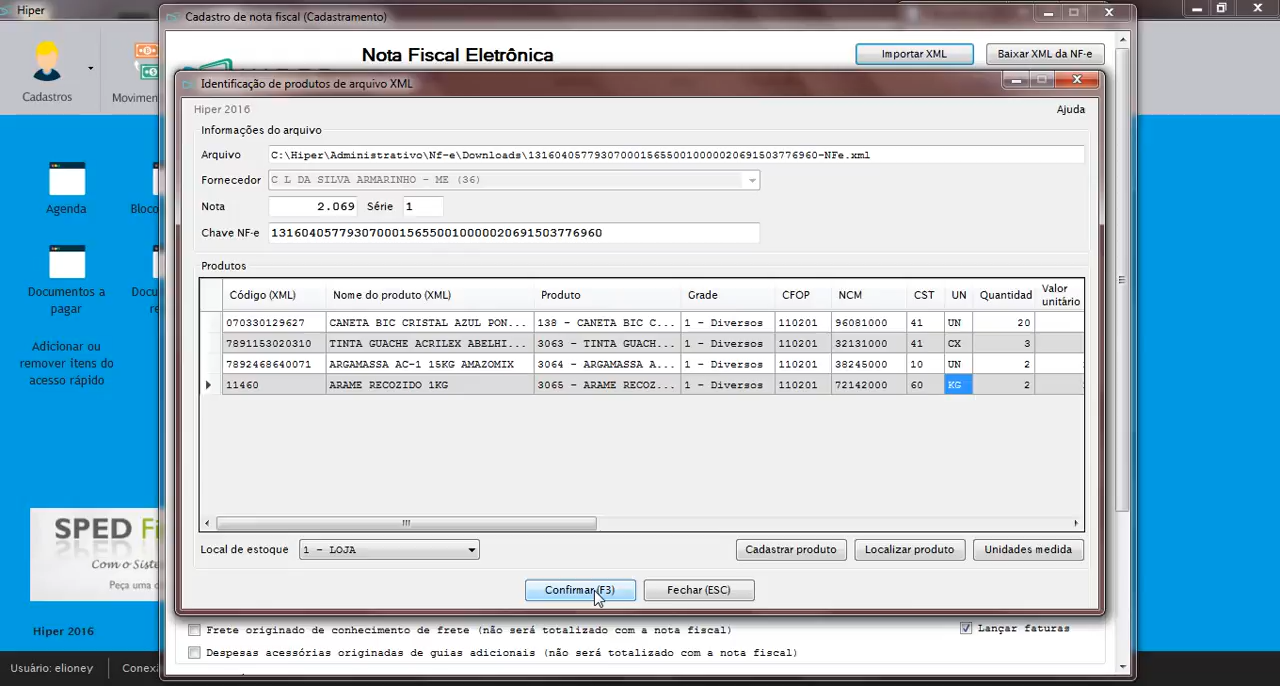 Hiper
Cadastro de nota fiscal (Cadastramento)
Nota Fiscal Eletrônica
Importar XML
Baixar XML da NF-e
Cadastros
Movimen
Identificação de produtos de arquivo XML
Hiper 2016
Ajuda
Informações do arquivo
Arquivo C:\Hiper\Administrativo\Nf-e\Downloads\13160405779307000156550010000020691503776960-NFe.xml
Fornecedor C L DA SILVA ARMARINHO - ME (36)
Nota 2.069 Série 1
Chave NF-e 13160405779307000156550010000020691503776960
Produtos
Código (XML) Nome do produto (XML) Produto Grade CFOP NCM CST UN Quantidad Valor unitário
070330129627 CANETA BIC CRISTAL AZUL PON... 138 - CANETA BIC C... 1 - Diversos 110201 96081000 41 UN 20
7891153020310 TINTA GUACHE ACRILEX ABELHI... 3063 - TINTA GUACH... 1 - Diversos 110201 32131000 41 CX 3
7892468640071 ARGAMASSA AC-1 15KG AMAZOMIX 3064 - ARGAMASSA A... 1 - Diversos 110201 38245000 10 UN 2
11460 ARAME RECOZIDO 1KG 3065 - ARAME RECOZ... 1 - Diversos 110201 72142000 60 KG 2
Local de estoque 1 - LOJA
Cadastrar produto
Localizar produto
Unidades medida
Confirmar (F3)
Fechar (ESC)
Frete originado de conhecimento de frete (não será totalizado com a nota fiscal)
Lançar faturas
Despesas acessórias originadas de guias adicionais (não será totalizado com a nota fiscal)
Agenda
Bloco
Documentos a
pagar
Docu
re
Adicionar ou
remover itens do
acesso rápido
SPED Fi
Com o Siste
Peça uma d
Hiper 2016
Usuário: elioney
Conexã